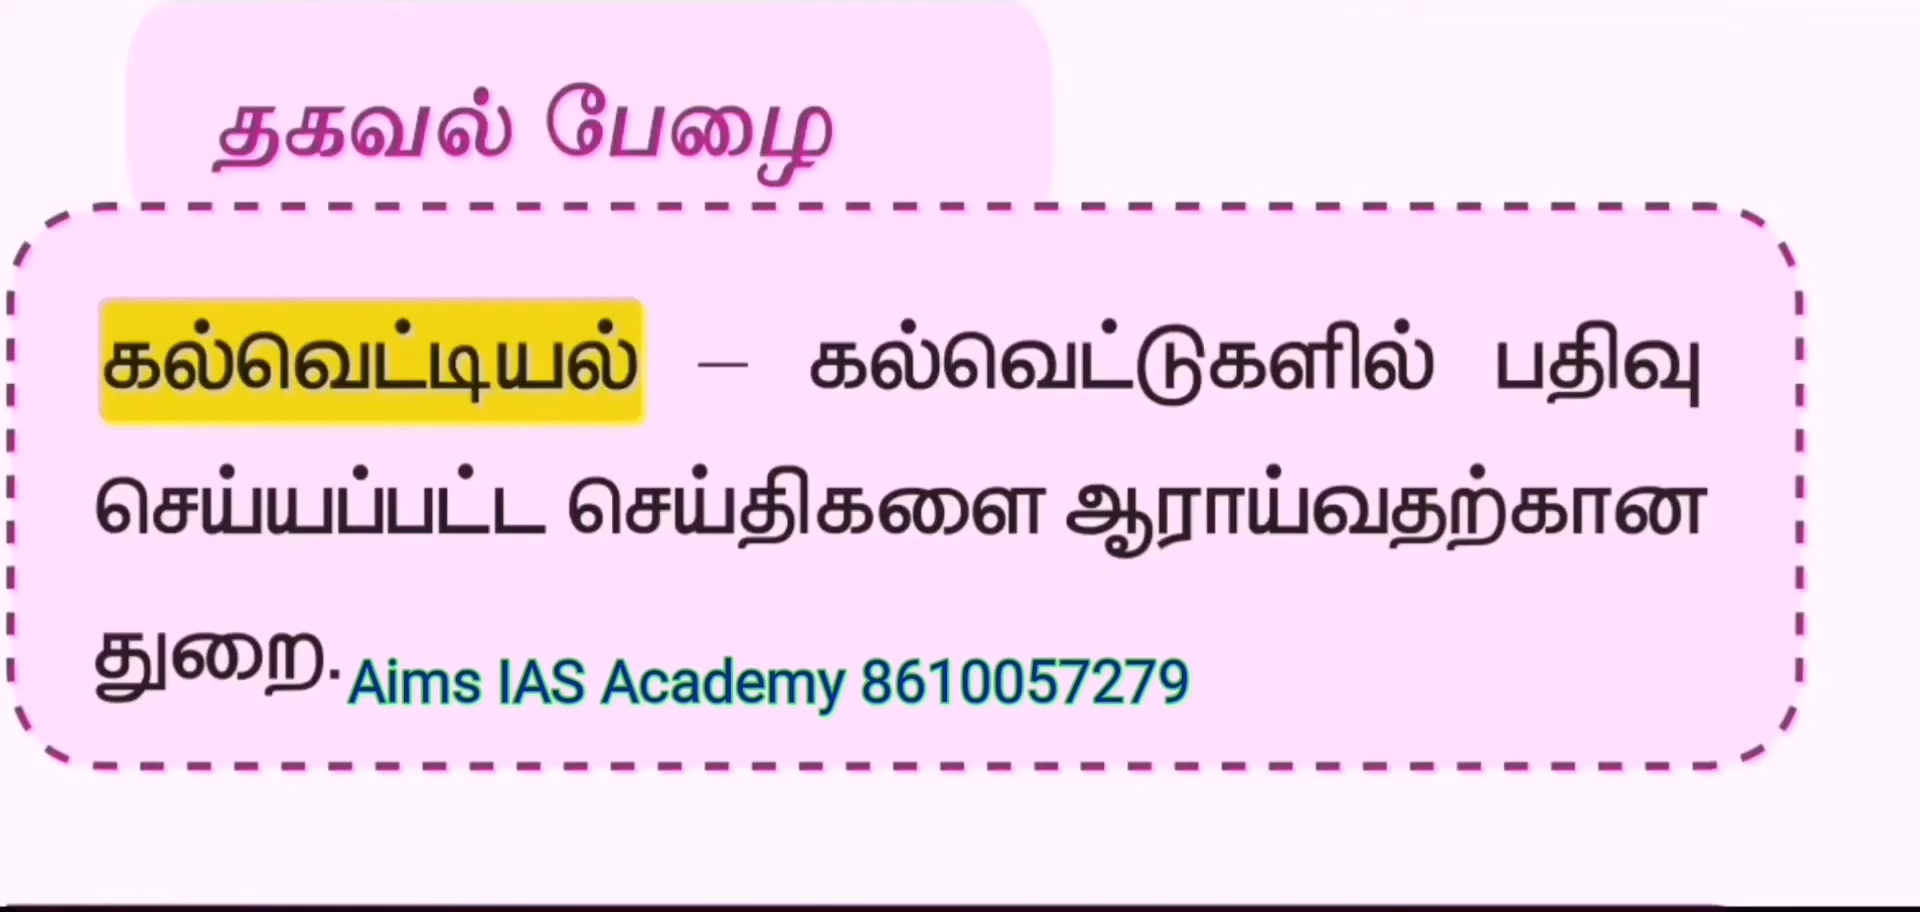 தகவல் பேழை
கல்வெட்டியல் – கல்வெட்டுகளில் பதிவு
செய்யப்பட்ட செய்திகளை ஆராய்வதற்கான
துறை.
Aims IAS Academy 8610057279